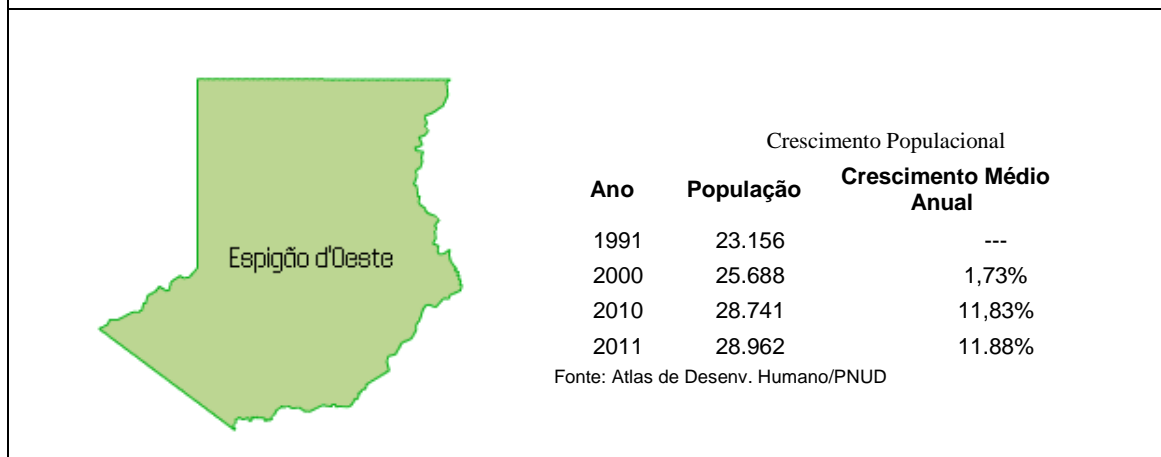 Espigão d'Oeste
Crescimento Populacional
Ano População Crescimento Médio
Anual
1991 23.156 ---
2000 25.688 1,73%
2010 28.741 11,83%
2011 28.962 11.88%
Fonte: Atlas de Desenv. Humano/PNUD